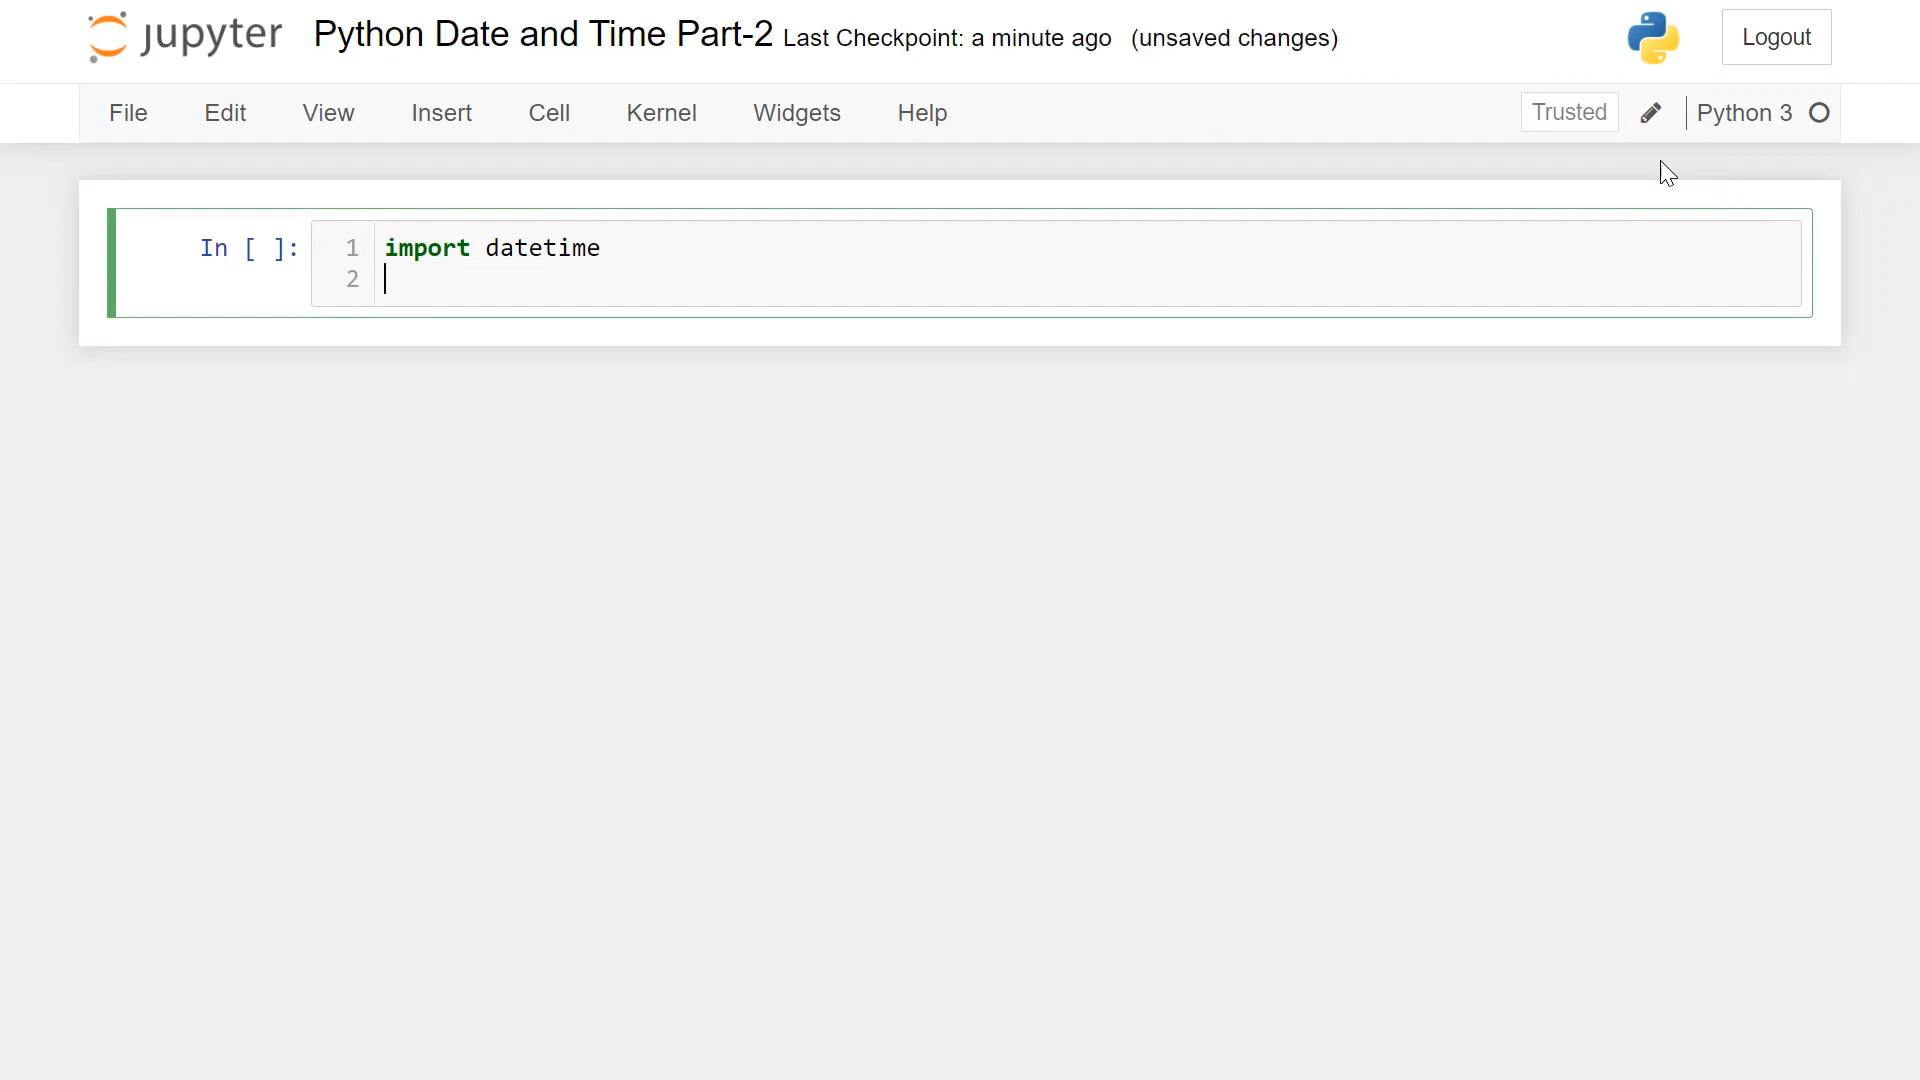 jupyter Python Date and Time Part-2 Last Checkpoint: a minute ago (unsaved changes) Logout
File Edit View Insert Cell Kernel Widgets Help Trusted Python 3
In [ ]: 1 import datetime
2